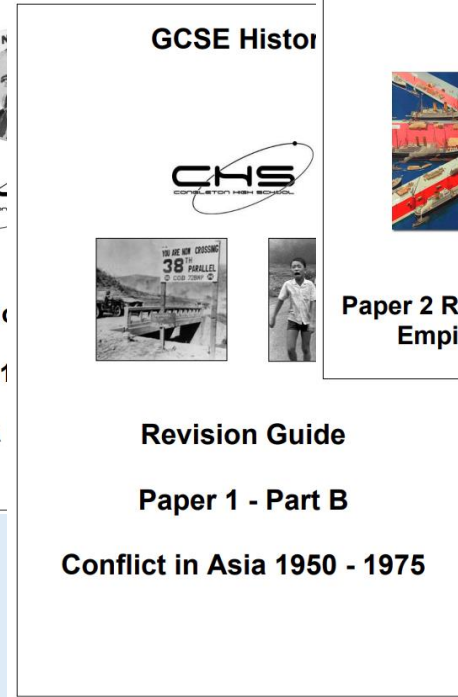 GCSE Histor
CHS
CONGLETON HIGH SCHOOL
YOU ARE NOW CROSSING
38TH PARALLEL
Paper 2 R
Empi
Revision Guide
Paper 1 - Part B
Conflict in Asia 1950 - 1975